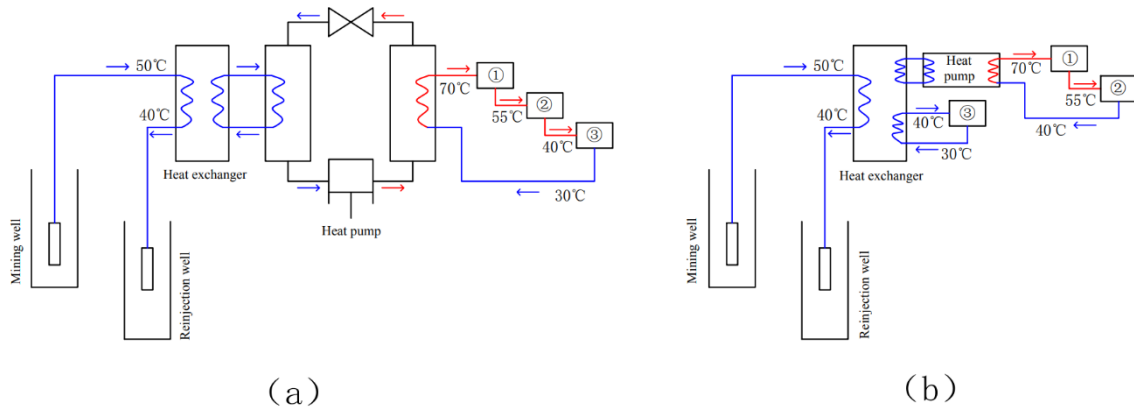 50℃
40℃
Heat exchanger
70℃
①
55℃
②
40℃
③
30℃
Heat pump
Mining well
Reinjection well
(a)
50℃
40℃
Heat exchanger
Heat
pump
70℃
①
55℃
②
40℃
40℃
③
30℃
Mining well
Reinjection well
(b)